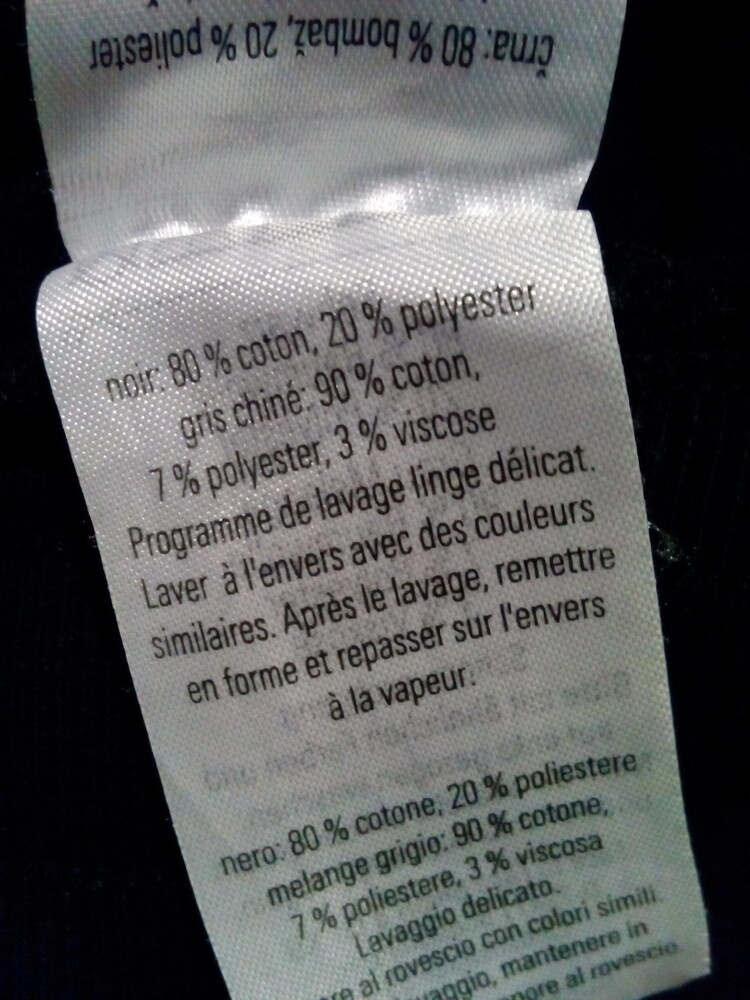 črna: 80 % bombaž, 20 % poliester
noir: 80 % coton, 20 % polyester
gris chiné: 90 % coton,
7 % polyester, 3 % viscose
Programme de lavage linge délicat.
Laver à l'envers avec des couleurs
similaires. Après le lavage, remettre
en forme et repasser sur l'envers
à la vapeur.
nero: 80 % cotone, 20 % poliestere
melange grigio: 90 % cotone,
7 % poliestere, 3 % viscosa
Lavaggio delicato.
al rovescio con colori simili.
mantenere in
al rovescio.